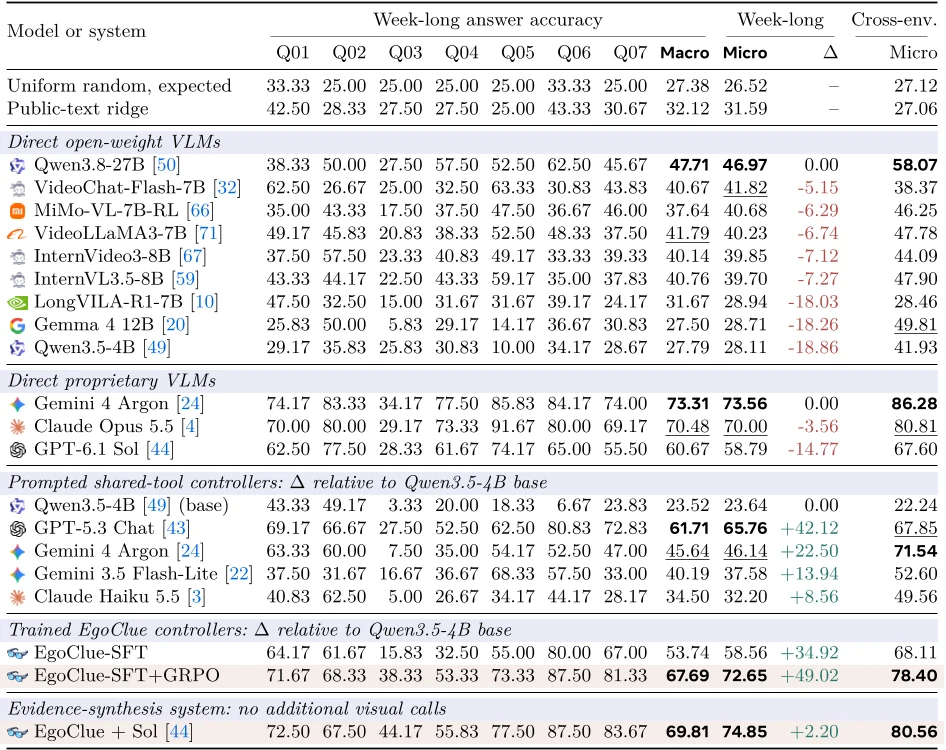 Model or system Week-long answer accuracy Week-long Cross-env.
Q01 Q02 Q03 Q04 Q05 Q06 Q07 Macro Micro Δ Micro
Uniform random, expected 33.33 25.00 25.00 25.00 25.00 33.33 25.00 27.38 26.52 – 27.12
Public-text ridge 42.50 28.33 27.50 27.50 25.00 43.33 30.67 32.12 31.59 – 27.06
Direct open-weight VLMs
Qwen3.8-27B [50] 38.33 50.00 27.50 57.50 52.50 62.50 45.67 47.71 46.97 0.00 58.07
VideoChat-Flash-7B [32] 62.50 26.67 25.00 32.50 63.33 30.83 43.83 40.67 41.82 -5.15 38.37
MiMo-VL-7B-RL [66] 35.00 43.33 17.50 37.50 47.50 36.67 46.00 37.64 40.68 -6.29 46.25
VideoLLaMA3-7B [71] 49.17 45.83 20.83 38.33 52.50 48.33 37.50 41.79 40.23 -6.74 47.78
InternVideo3-8B [67] 37.50 57.50 23.33 40.83 49.17 33.33 39.33 40.14 39.85 -7.12 44.09
InternVL3.5-8B [59] 43.33 44.17 22.50 43.33 59.17 35.00 37.83 40.76 39.70 -7.27 47.90
LongVILA-R1-7B [10] 47.50 32.50 15.00 31.67 31.67 39.17 24.17 31.67 28.94 -18.03 28.46
Gemma 4 12B [20] 25.83 50.00 5.83 29.17 14.17 36.67 30.83 27.50 28.71 -18.26 49.81
Qwen3.5-4B [49] 29.17 35.83 25.83 30.83 10.00 34.17 28.67 27.79 28.11 -18.86 41.93
Direct proprietary VLMs
Gemini 4 Argon [24] 74.17 83.33 34.17 77.50 85.83 84.17 74.00 73.31 73.56 0.00 86.28
Claude Opus 5.5 [4] 70.00 80.00 29.17 73.33 91.67 80.00 69.17 70.48 70.00 -3.56 80.81
GPT-6.1 Sol [44] 62.50 77.50 28.33 61.67 74.17 65.00 55.50 60.67 58.79 -14.77 67.60
Prompted shared-tool controllers: Δ relative to Qwen3.5-4B base
Qwen3.5-4B [49] (base) 43.33 49.17 3.33 20.00 18.33 6.67 23.83 23.52 23.64 0.00 22.24
GPT-5.3 Chat [43] 69.17 66.67 27.50 52.50 62.50 80.83 72.83 61.71 65.76 +42.12 67.85
Gemini 4 Argon [24] 63.33 60.00 7.50 35.00 54.17 52.50 47.00 45.64 46.14 +22.50 71.54
Gemini 3.5 Flash-Lite [22] 37.50 31.67 16.67 36.67 68.33 57.50 33.00 40.19 37.58 +13.94 52.60
Claude Haiku 5.5 [3] 40.83 62.50 5.00 26.67 34.17 44.17 28.17 34.50 32.20 +8.56 49.56
Trained EgoClue controllers: Δ relative to Qwen3.5-4B base
EgoClue-SFT 64.17 61.67 15.83 32.50 55.00 80.00 67.00 53.74 58.56 +34.92 68.11
EgoClue-SFT+GRPO 71.67 68.33 38.33 53.33 73.33 87.50 81.33 67.69 72.65 +49.02 78.40
Evidence-synthesis system: no additional visual calls
EgoClue + Sol [44] 72.50 67.50 44.17 55.83 77.50 87.50 83.67 69.81 74.85 +2.20 80.56